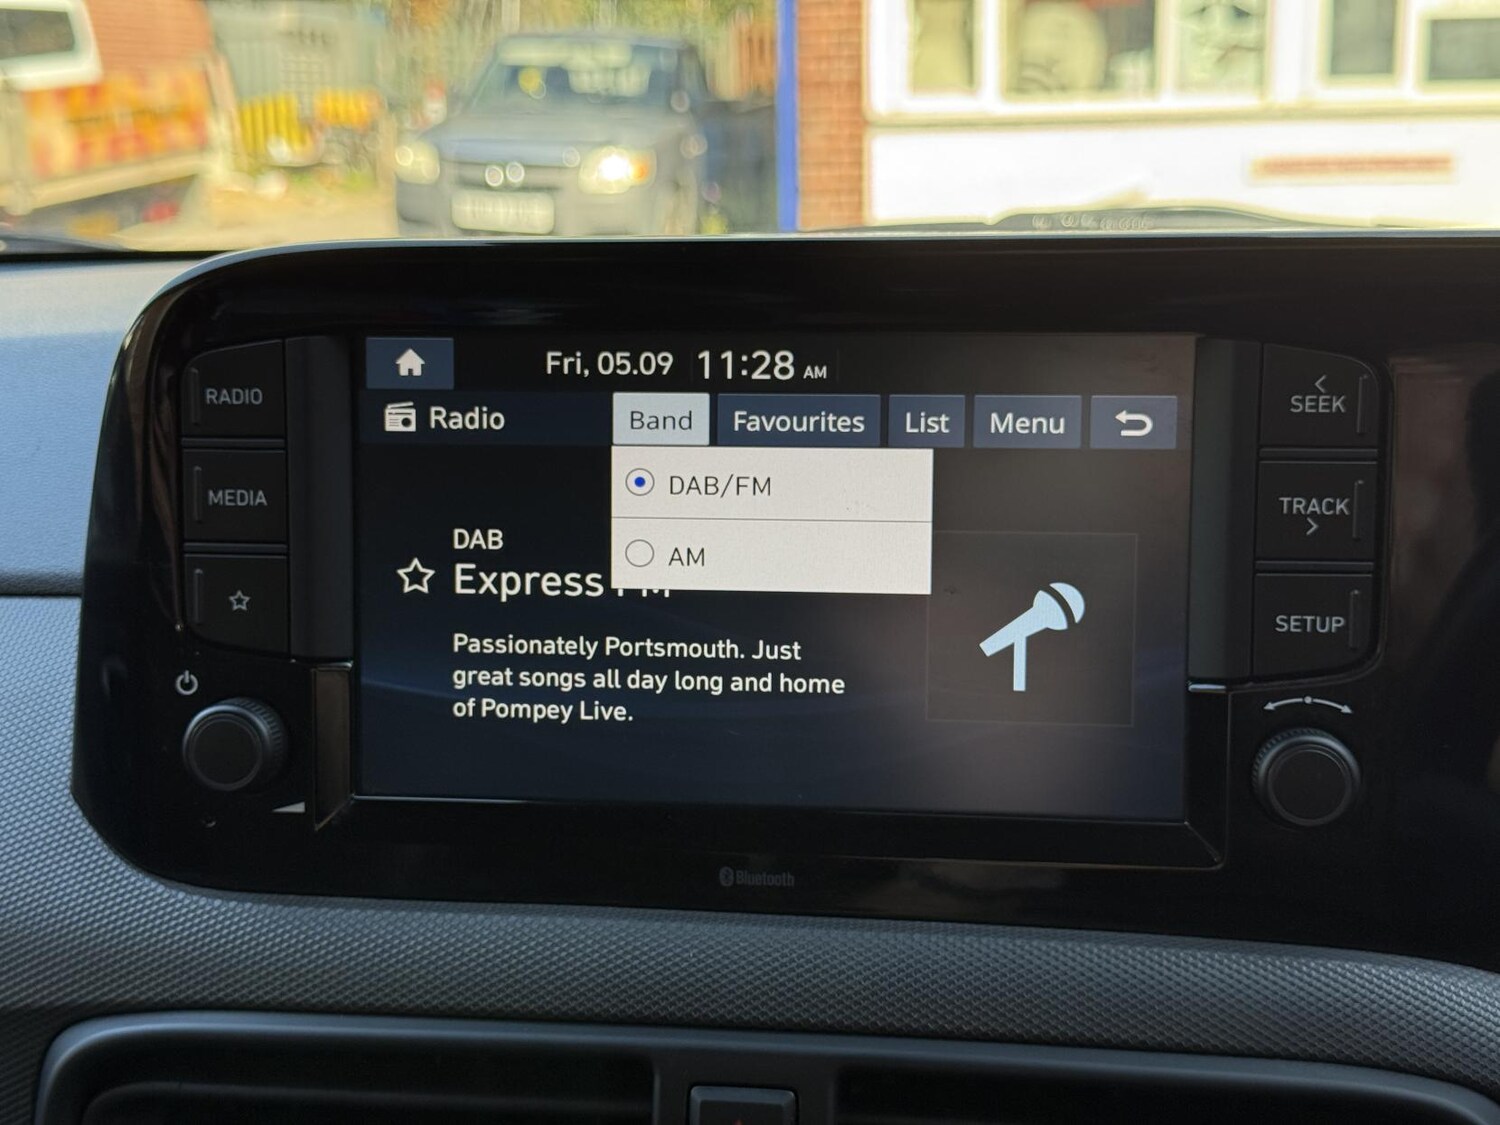 RADIO
MEDIA
Fri, 05.09 11:28 AM
Radio
Band
Favourites
List
Menu
DAB/FM
AM
DAB
Express
Passionately Portsmouth. Just
great songs all day long and home
of Pompey Live.
SEEK
TRACK
SETUP
Bluetooth